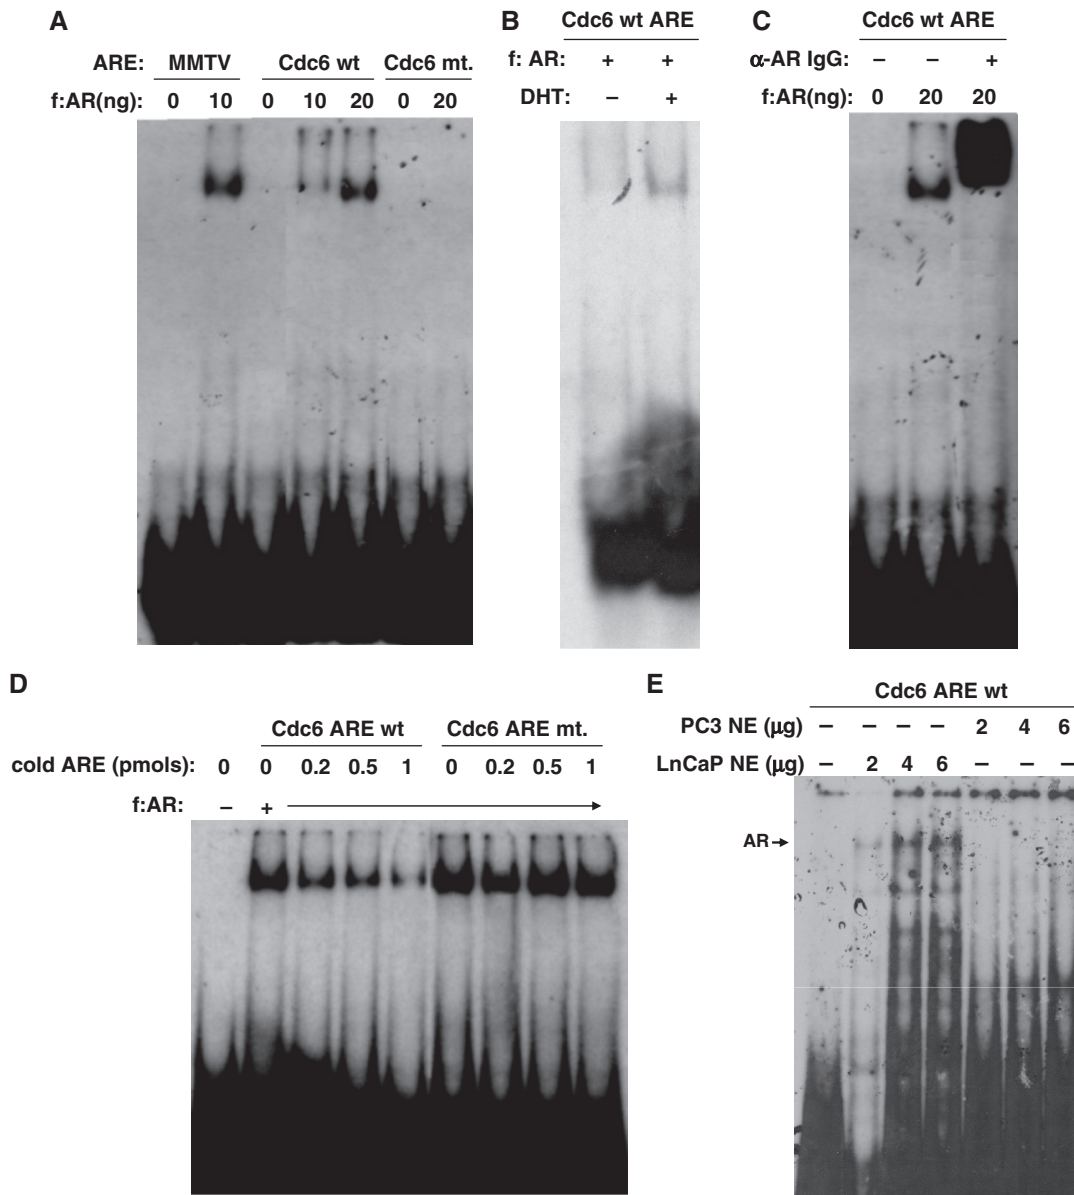 A
ARE: MMTV Cdc6 wt Cdc6 mt.
f:AR(ng): 0 10 0 10 20 0 20
B
Cdc6 wt ARE
f: AR: + +
DHT: – +
C
Cdc6 wt ARE
α-AR IgG: – – +
f:AR(ng): 0 20 20
D
Cdc6 ARE wt Cdc6 ARE mt.
cold ARE (pmols): 0 0 0.2 0.5 1 0 0.2 0.5 1
f:AR: – +
E
Cdc6 ARE wt
PC3 NE (μg) – – – – 2 4 6
LnCaP NE (μg) – 2 4 6 – – –
AR